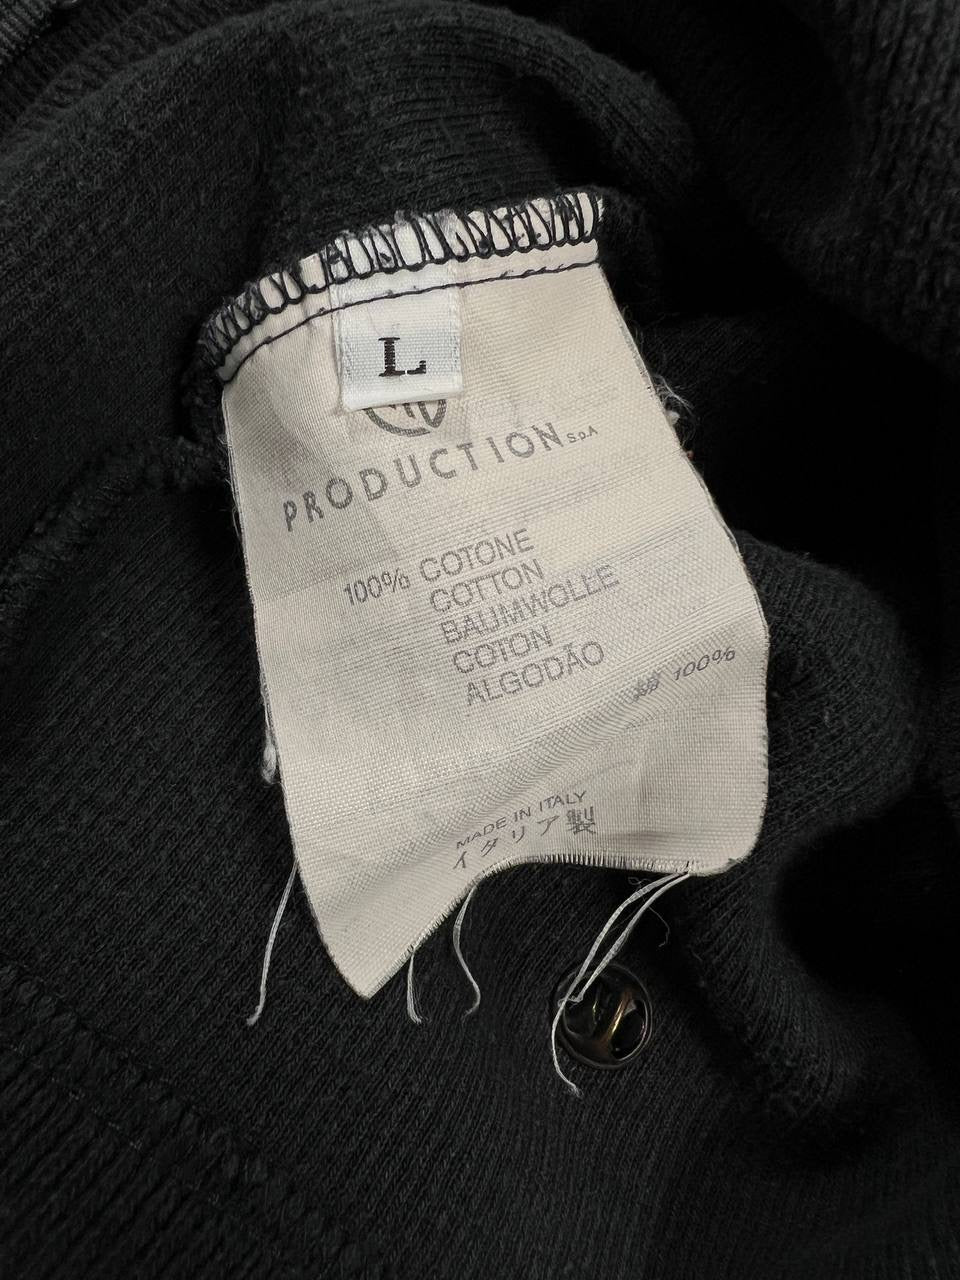 L
PRODUCTION S.p.A
100% COTONE
COTTON
BAUMWOLLE
COTON
ALGODÃO
綿 100%
MADE IN ITALY
イタリア製